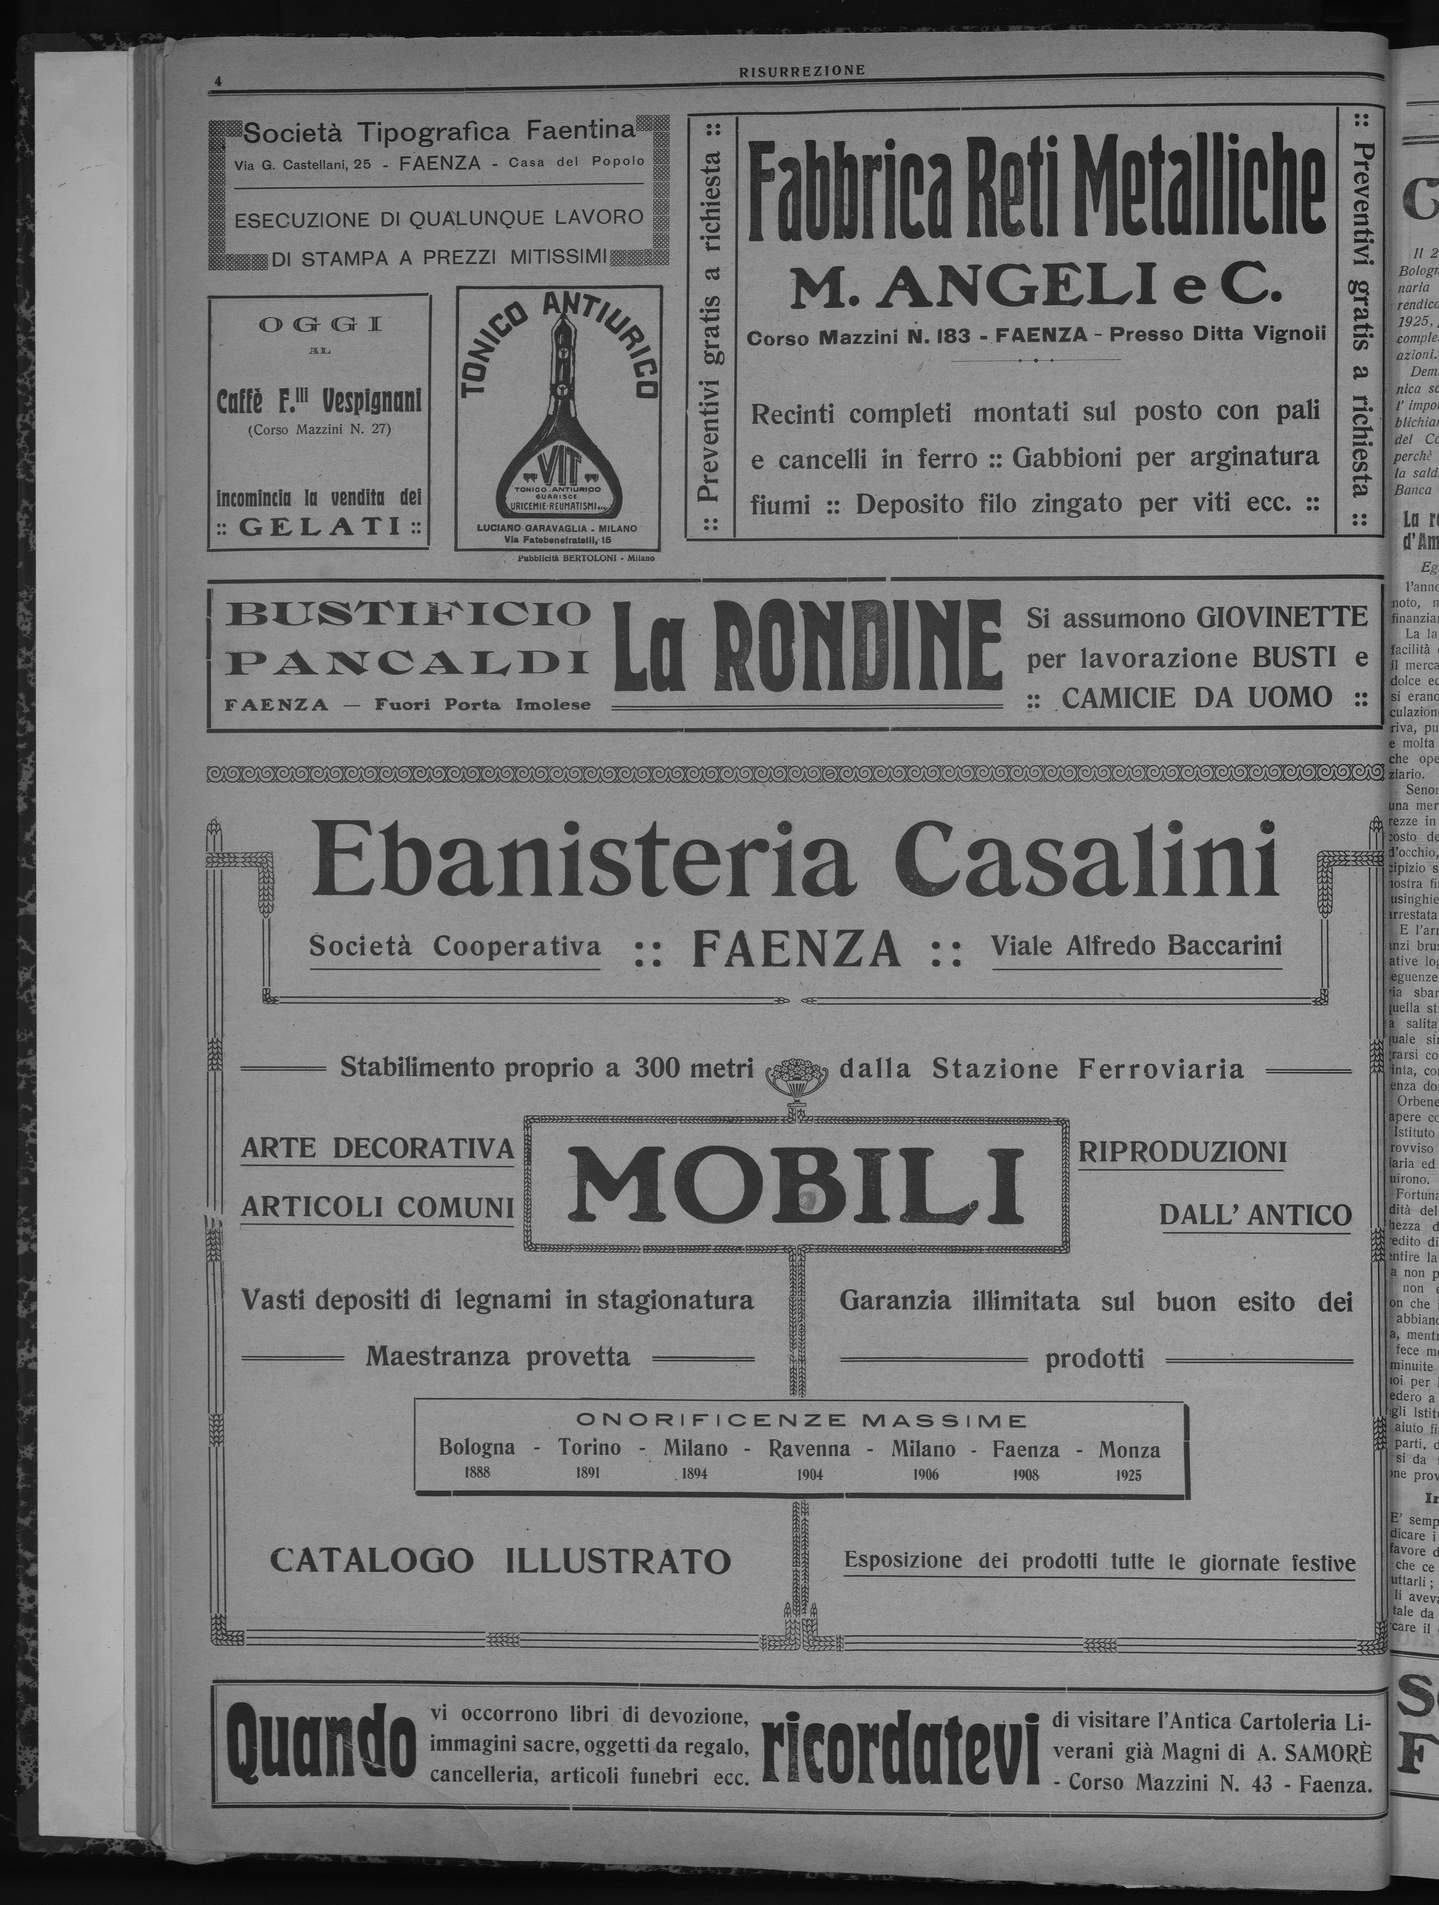 4
RISURREZIONE
Società Tipografica Faentina
Via G. Castellani, 25 - FAENZA - Casa del Popolo
ESECUZIONE DI QUALUNQUE LAVORO
DI STAMPA A PREZZI MITISSIMI
OGGI
AL
Caffè F.lli Vespignani
(Corso Mazzini N. 27)
incomincia la vendita dei
:: GELATI ::
TONICO ANTIURICO
VIT
TONICO-ANTIURICO
GUARISCE
URICEMIE-REUMATISMI ecc.
LUCIANO GARAVAGLIA - MILANO
Via Fatebenefratelli, 15
Pubblicità BERTOLONI - Milano
:: Preventivi gratis a richiesta ::
Fabbrica Reti Metalliche
M. ANGELI e C.
Corso Mazzini N. 183 - FAENZA - Presso Ditta Vignoii
Recinti completi montati sul posto con pali
e cancelli in ferro :: Gabbioni per arginatura
fiumi :: Deposito filo zingato per viti ecc. ::
:: Preventivi gratis a richiesta ::
BUSTIFICIO
PANCALDI
FAENZA — Fuori Porta Imolese
La RONDINE
Si assumono GIOVINETTE
per lavorazione BUSTI e
:: CAMICIE DA UOMO ::
Ebanisteria Casalini
Società Cooperativa :: FAENZA :: Viale Alfredo Baccarini
Stabilimento proprio a 300 metri dalla Stazione Ferroviaria
ARTE DECORATIVA
ARTICOLI COMUNI
MOBILI
RIPRODUZIONI
DALL' ANTICO
Vasti depositi di legnami in stagionatura
Maestranza provetta
Garanzia illimitata sul buon esito dei
prodotti
ONORIFICENZE MASSIME
Bologna - Torino - Milano - Ravenna - Milano - Faenza - Monza
1888 1891 1894 1904 1906 1908 1925
CATALOGO ILLUSTRATO
Esposizione dei prodotti tutte le giornate festive
Quando
vi occorrono libri di devozione,
immagini sacre, oggetti da regalo,
cancelleria, articoli funebri ecc.
ricordatevi
di visitare l'Antica Cartoleria Li-
verani già Magni di A. SAMORÈ
- Corso Mazzini N. 43 - Faenza.